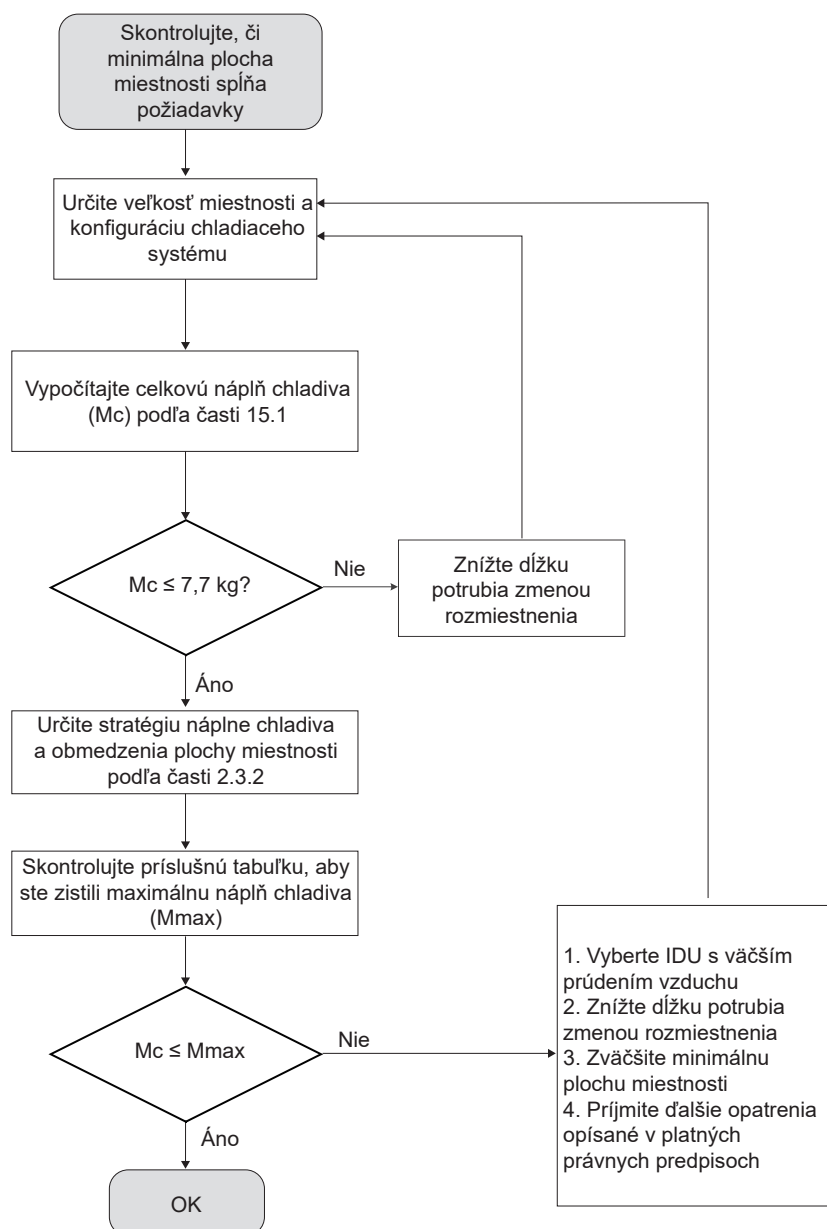 Skontrolujte, či
minimálna plocha
miestnosti spĺňa
požiadavky
Určite veľkosť miestnosti a
konfiguráciu chladiaceho
systému
Vypočítajte celkovú náplň chladiva
(Mc) podľa časti 15.1
Mc ≤ 7,7 kg?
Nie
Znížte dĺžku
potrubia zmenou
rozmiestnenia
Áno
Určite stratégiu náplne chladiva
a obmedzenia plochy miestnosti
podľa časti 2.3.2
Skontrolujte príslušnú tabuľku, aby
ste zistili maximálnu náplň chladiva
(Mmax)
Mc ≤ Mmax
Nie
1. Vyberte IDU s väčším
prúdením vzduchu
2. Znížte dĺžku potrubia
zmenou rozmiestnenia
3. Zväčšite minimálnu
plochu miestnosti
4. Príjmite ďalšie opatrenia
opísané v platných
právnych predpisoch
Áno
OK